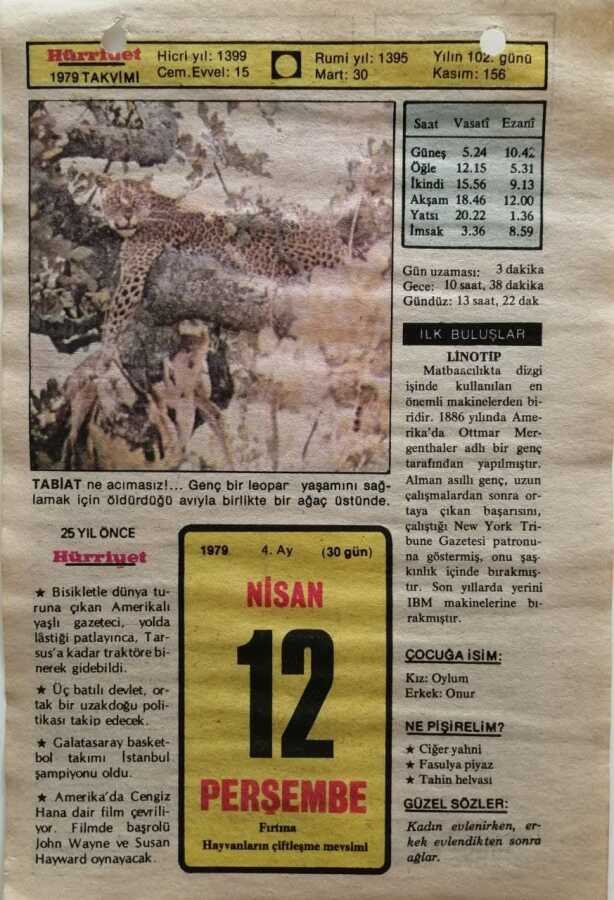 Hürriyet
1979 TAKVİMİ
Hicri yıl: 1399
Cem.Evvel: 15
Rumi yıl: 1395
Mart: 30
Yılın 102. günü
Kasım: 156
Saat Vasatî Ezanî
Güneş 5.24 10.42
Öğle 12.15 5.31
İkindi 15.56 9.13
Akşam 18.46 12.00
Yatsı 20.22 1.36
İmsak 3.36 8.59
Gün uzaması: 3 dakika
Gece: 10 saat, 38 dakika
Gündüz: 13 saat, 22 dak
İLK BULUŞLAR
LİNOTİP
Matbaacılıkta dizgi
işinde kullanılan en
önemli makinelerden bi-
ridir. 1886 yılında Ame-
rika'da Ottmar Mer-
genthaler adlı bir genç
tarafından yapılmıştır.
Alman asıllı genç, uzun
çalışmalardan sonra or-
taya çıkan başarısını,
çalıştığı New York Tri-
bune Gazetesi patronu-
na göstermiş, onu şaş-
kınlık içinde bırakmış-
tır. Son yıllarda yerini
IBM makinelerine bı-
rakmıştır.
TABİAT ne acımasız!... Genç bir leopar yaşamını sağ-
lamak için öldürdüğü avıyla birlikte bir ağaç üstünde.
25 YIL ÖNCE
Hürriyet
★ Bisikletle dünya tu-
runa çıkan Amerikalı
yaşlı gazeteci, yolda
lâstiği patlayınca, Tar-
sus'a kadar traktöre bi-
nerek gidebildi.
★ Üç batılı devlet, or-
tak bir uzakdoğu poli-
tikası takip edecek.
★ Galatasaray basket-
bol takımı İstanbul
şampiyonu oldu.
★ Amerika'da Cengiz
Hana dair film çevrili-
yor. Filmde başrolü
John Wayne ve Susan
Hayward oynayacak.
1979 4. Ay (30 gün)
NİSAN
12
PERŞEMBE
Fırtına
Hayvanların çiftleşme mevsimi
ÇOCUĞA İSİM:
Kız: Oylum
Erkek: Onur
NE PİŞİRELİM?
★ Ciğer yahni
★ Fasulya piyaz
★ Tahin helvası
GÜZEL SÖZLER:
Kadın evlenirken, er-
kek evlendikten sonra
ağlar.